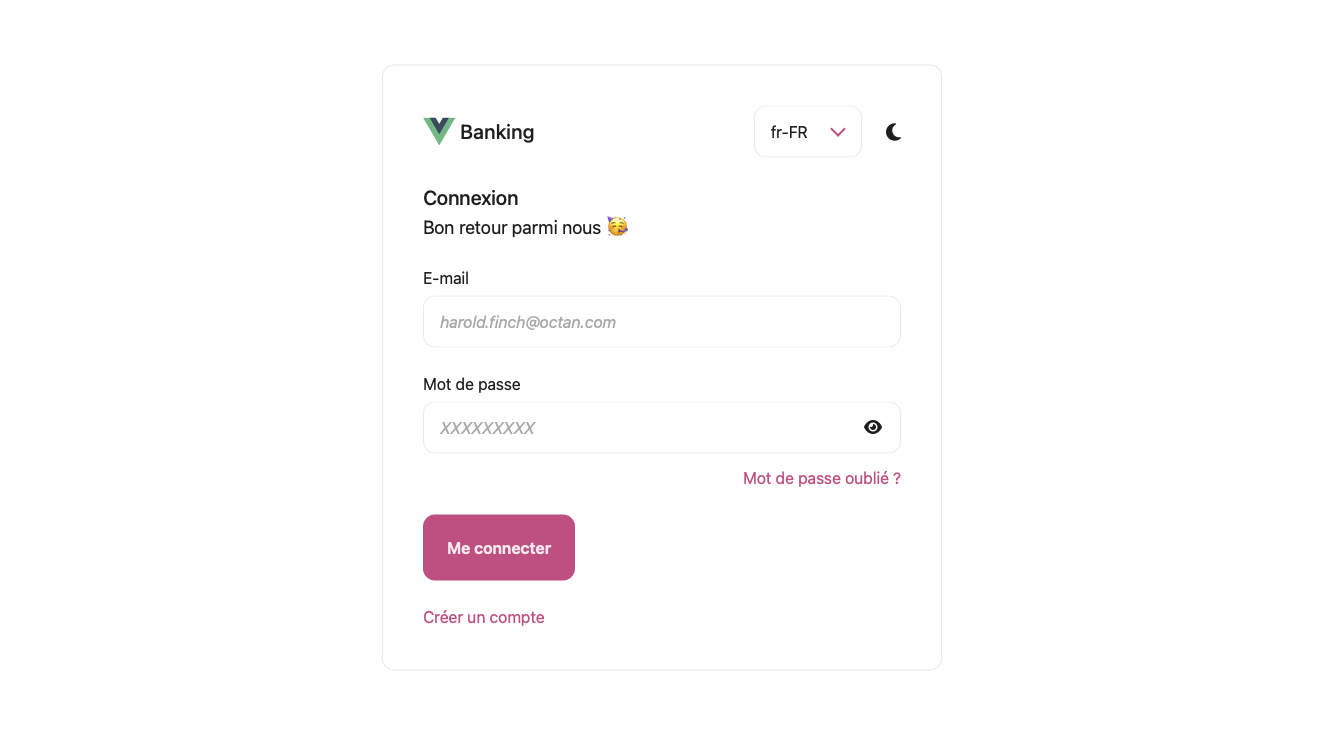 Banking
fr-FR
Connexion
Bon retour parmi nous 🥳
E-mail
harold.finch@octan.com
Mot de passe
XXXXXXXXX
Mot de passe oublié ?
Me connecter
Créer un compte